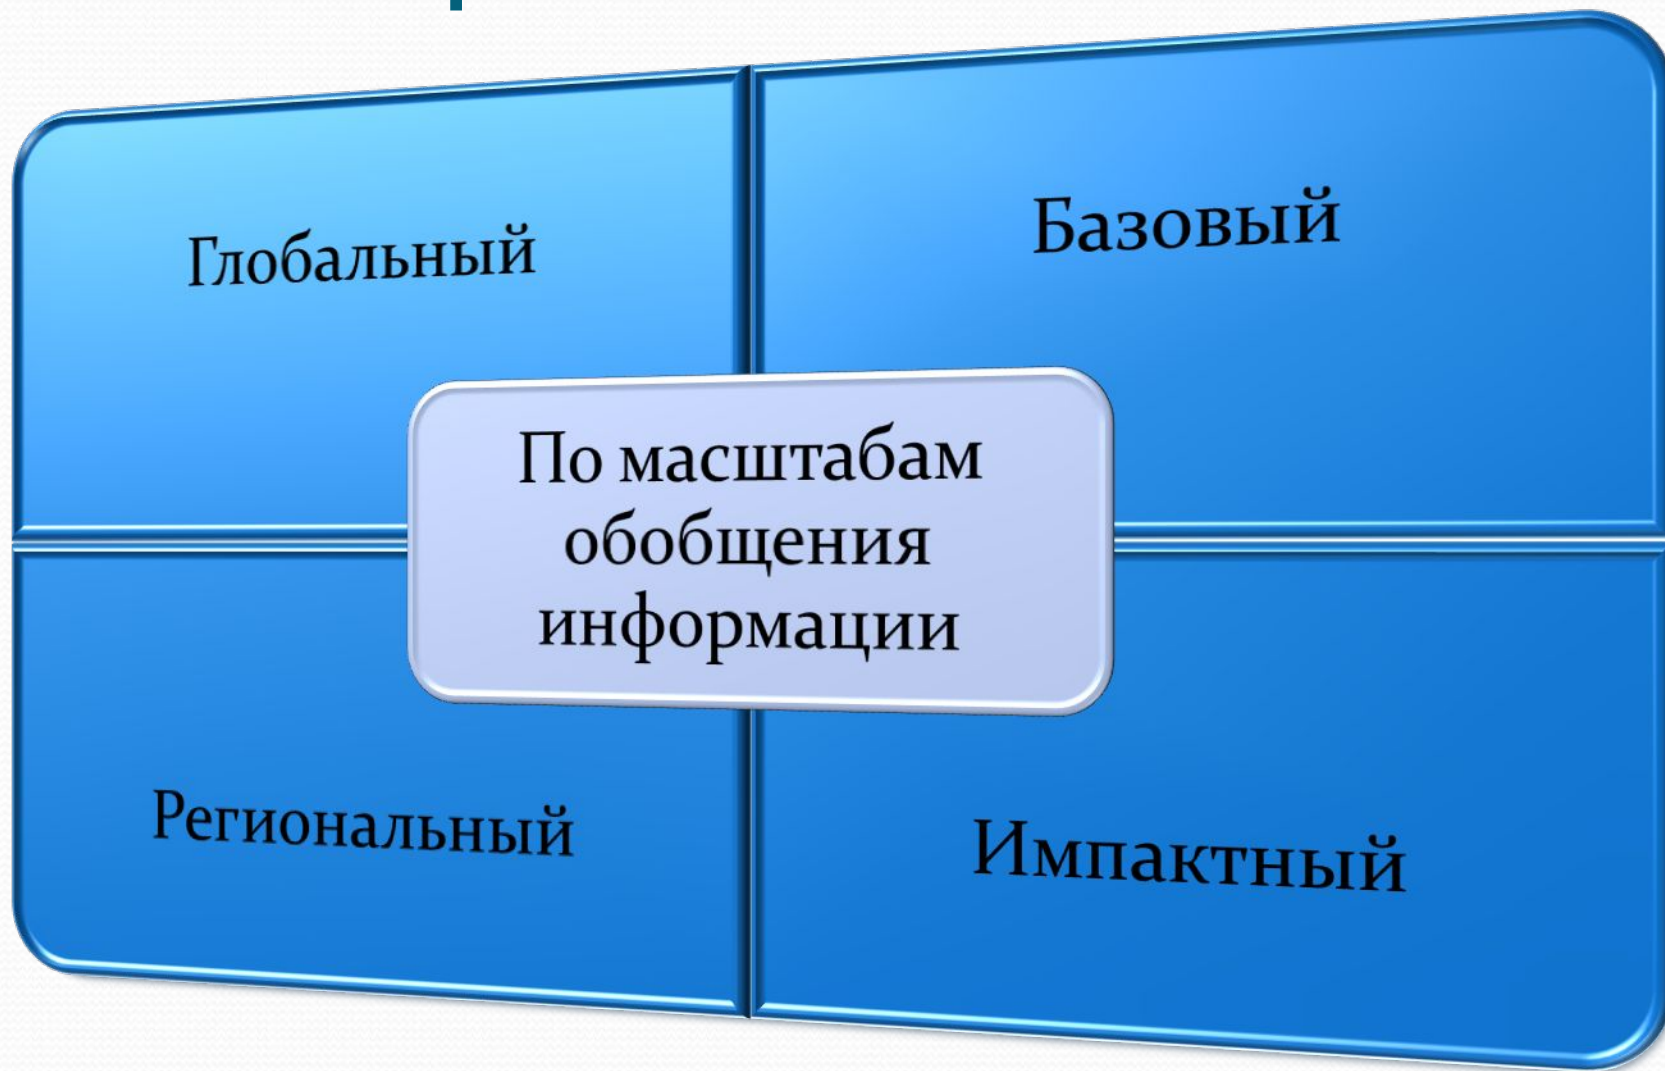 Глобальный
Базовый
По масштабам
обобщения
информации
Региональный
Импактный